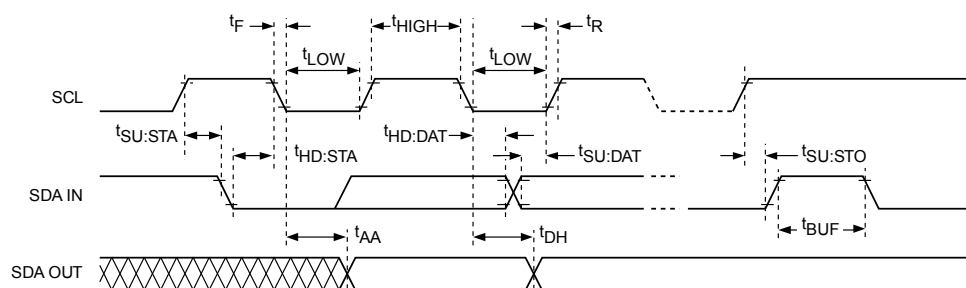 tF
tHIGH
tR
tLOW
tLOW
SCL
tSU:STA
tHD:STA
tHD:DAT
tSU:DAT
tSU:STO
SDA IN
tBUF
tAA
tDH
SDA OUT